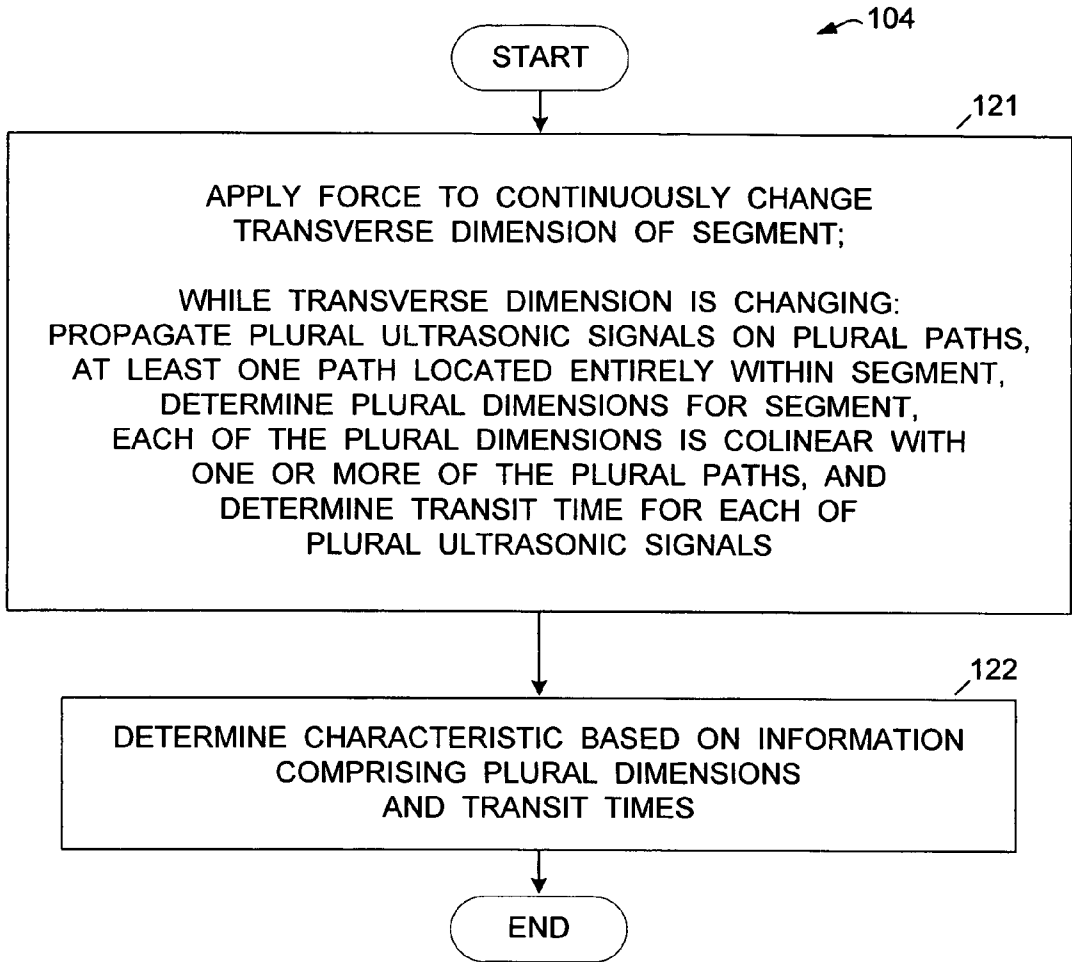 104
START
121
APPLY FORCE TO CONTINUOUSLY CHANGE
TRANSVERSE DIMENSION OF SEGMENT;
WHILE TRANSVERSE DIMENSION IS CHANGING:
PROPAGATE PLURAL ULTRASONIC SIGNALS ON PLURAL PATHS,
AT LEAST ONE PATH LOCATED ENTIRELY WITHIN SEGMENT,
DETERMINE PLURAL DIMENSIONS FOR SEGMENT,
EACH OF THE PLURAL DIMENSIONS IS COLINEAR WITH
ONE OR MORE OF THE PLURAL PATHS, AND
DETERMINE TRANSIT TIME FOR EACH OF
PLURAL ULTRASONIC SIGNALS
122
DETERMINE CHARACTERISTIC BASED ON INFORMATION
COMPRISING PLURAL DIMENSIONS
AND TRANSIT TIMES
END